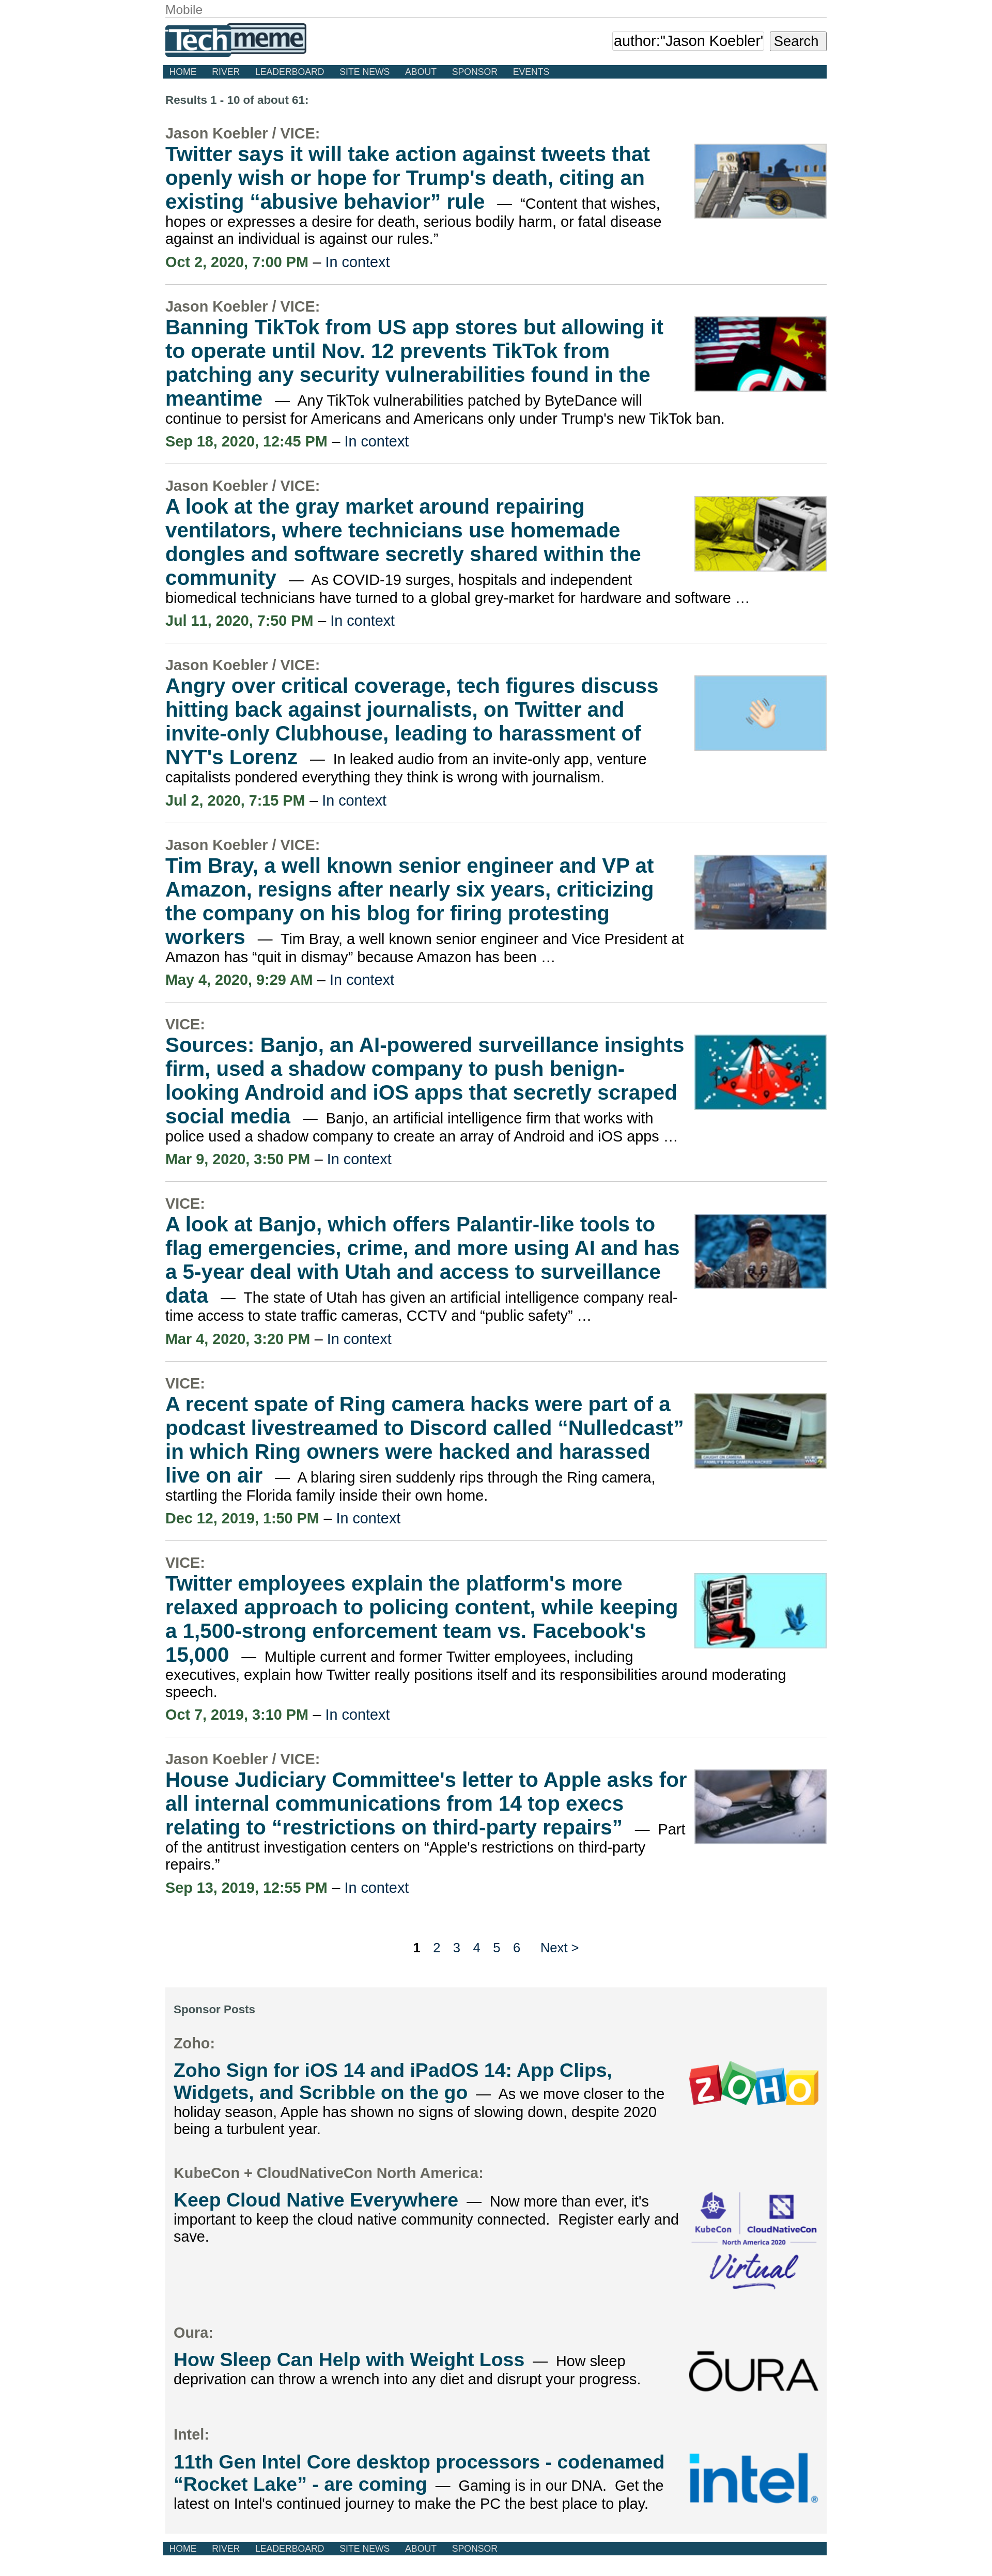 Mobile
Techmeme
author:"Jason Koebler"
Search
HOME RIVER LEADERBOARD SITE NEWS ABOUT SPONSOR EVENTS
Results 1 - 10 of about 61:
Jason Koebler / VICE:
Twitter says it will take action against tweets that
openly wish or hope for Trump's death, citing an
existing “abusive behavior” rule — “Content that wishes,
hopes or expresses a desire for death, serious bodily harm, or fatal disease
against an individual is against our rules.”
Oct 2, 2020, 7:00 PM – In context
Jason Koebler / VICE:
Banning TikTok from US app stores but allowing it
to operate until Nov. 12 prevents TikTok from
patching any security vulnerabilities found in the
meantime — Any TikTok vulnerabilities patched by ByteDance will
continue to persist for Americans and Americans only under Trump's new TikTok ban.
Sep 18, 2020, 12:45 PM – In context
Jason Koebler / VICE:
A look at the gray market around repairing
ventilators, where technicians use homemade
dongles and software secretly shared within the
community — As COVID-19 surges, hospitals and independent
biomedical technicians have turned to a global grey-market for hardware and software …
Jul 11, 2020, 7:50 PM – In context
Jason Koebler / VICE:
Angry over critical coverage, tech figures discuss
hitting back against journalists, on Twitter and
invite-only Clubhouse, leading to harassment of
NYT's Lorenz — In leaked audio from an invite-only app, venture
capitalists pondered everything they think is wrong with journalism.
Jul 2, 2020, 7:15 PM – In context
Jason Koebler / VICE:
Tim Bray, a well known senior engineer and VP at
Amazon, resigns after nearly six years, criticizing
the company on his blog for firing protesting
workers — Tim Bray, a well known senior engineer and Vice President at
Amazon has “quit in dismay” because Amazon has been …
May 4, 2020, 9:29 AM – In context
VICE:
Sources: Banjo, an AI-powered surveillance insights
firm, used a shadow company to push benign-
looking Android and iOS apps that secretly scraped
social media — Banjo, an artificial intelligence firm that works with
police used a shadow company to create an array of Android and iOS apps …
Mar 9, 2020, 3:50 PM – In context
VICE:
A look at Banjo, which offers Palantir-like tools to
flag emergencies, crime, and more using AI and has
a 5-year deal with Utah and access to surveillance
data — The state of Utah has given an artificial intelligence company real-
time access to state traffic cameras, CCTV and “public safety” …
Mar 4, 2020, 3:20 PM – In context
VICE:
A recent spate of Ring camera hacks were part of a
podcast livestreamed to Discord called “Nulledcast”
in which Ring owners were hacked and harassed
live on air — A blaring siren suddenly rips through the Ring camera,
startling the Florida family inside their own home.
Dec 12, 2019, 1:50 PM – In context
VICE:
Twitter employees explain the platform's more
relaxed approach to policing content, while keeping
a 1,500-strong enforcement team vs. Facebook's
15,000 — Multiple current and former Twitter employees, including
executives, explain how Twitter really positions itself and its responsibilities around moderating
speech.
Oct 7, 2019, 3:10 PM – In context
Jason Koebler / VICE:
House Judiciary Committee's letter to Apple asks for
all internal communications from 14 top execs
relating to “restrictions on third-party repairs” — Part
of the antitrust investigation centers on “Apple's restrictions on third-party
repairs.”
Sep 13, 2019, 12:55 PM – In context
1 2 3 4 5 6 Next >
Sponsor Posts
Zoho:
Zoho Sign for iOS 14 and iPadOS 14: App Clips,
Widgets, and Scribble on the go — As we move closer to the
holiday season, Apple has shown no signs of slowing down, despite 2020
being a turbulent year.
ZOHO
KubeCon + CloudNativeCon North America:
Keep Cloud Native Everywhere — Now more than ever, it's
important to keep the cloud native community connected. Register early and
save.
KubeCon CloudNativeCon
North America 2020
Virtual
Oura:
How Sleep Can Help with Weight Loss — How sleep
deprivation can throw a wrench into any diet and disrupt your progress.
ŌURA
Intel:
11th Gen Intel Core desktop processors - codenamed
“Rocket Lake” - are coming — Gaming is in our DNA. Get the
latest on Intel's continued journey to make the PC the best place to play.
intel®
HOME RIVER LEADERBOARD SITE NEWS ABOUT SPONSOR